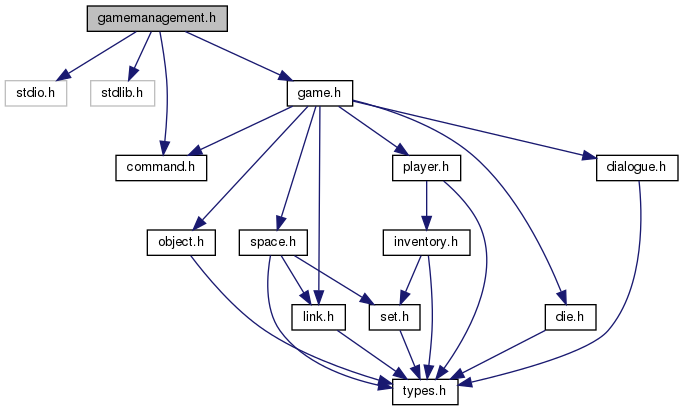 gamemanagement.h
stdio.h
stdlib.h
game.h
command.h
player.h
dialogue.h
object.h
space.h
inventory.h
link.h
set.h
die.h
types.h